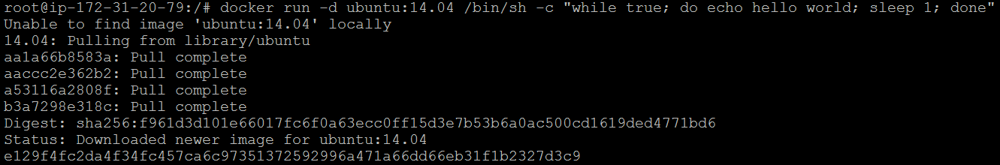 root@ip-172-31-20-79:/# docker run -d ubuntu:14.04 /bin/sh -c "while true; do echo hello world; sleep 1; done"
Unable to find image 'ubuntu:14.04' locally
14.04: Pulling from library/ubuntu
aa1a66b8583a: Pull complete
aaccc2e362b2: Pull complete
a53116a2808f: Pull complete
b3a7298e318c: Pull complete
Digest: sha256:f961d3d101e66017fc6f0a63ecc0ff15d3e7b53b6a0ac500cd1619ded4771bd6
Status: Downloaded newer image for ubuntu:14.04
e129f4fc2da4f34fc457ca6c97351372592996a471a66dd66eb31f1b2327d3c9